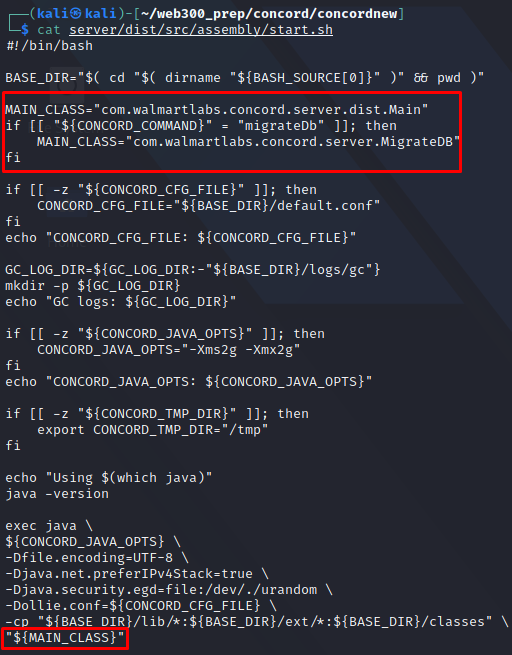 ┌──(kali㉿kali)-[~/web300_prep/concord/concordnew]
└─$ cat server/dist/src/assembly/start.sh
#!/bin/bash

BASE_DIR="$( cd "$( dirname "${BASH_SOURCE[0]}" )" && pwd )"

MAIN_CLASS="com.walmartlabs.concord.server.dist.Main"
if [[ "${CONCORD_COMMAND}" = "migrateDb" ]]; then
    MAIN_CLASS="com.walmartlabs.concord.server.MigrateDB"
fi

if [[ -z "${CONCORD_CFG_FILE}" ]]; then
    CONCORD_CFG_FILE="${BASE_DIR}/default.conf"
fi
echo "CONCORD_CFG_FILE: ${CONCORD_CFG_FILE}"

GC_LOG_DIR=${GC_LOG_DIR:-"${BASE_DIR}/logs/gc"}
mkdir -p ${GC_LOG_DIR}
echo "GC logs: ${GC_LOG_DIR}"

if [[ -z "${CONCORD_JAVA_OPTS}" ]]; then
    CONCORD_JAVA_OPTS="-Xms2g -Xmx2g"
fi
echo "CONCORD_JAVA_OPTS: ${CONCORD_JAVA_OPTS}"

if [[ -z "${CONCORD_TMP_DIR}" ]]; then
    export CONCORD_TMP_DIR="/tmp"
fi

echo "Using $(which java)"
java -version

exec java \
${CONCORD_JAVA_OPTS} \
-Dfile.encoding=UTF-8 \
-Djava.net.preferIPv4Stack=true \
-Djava.security.egd=file:/dev/./urandom \
-Dollie.conf=${CONCORD_CFG_FILE} \
-cp "${BASE_DIR}/lib/*:${BASE_DIR}/ext/*:${BASE_DIR}/classes" \
"${MAIN_CLASS}"